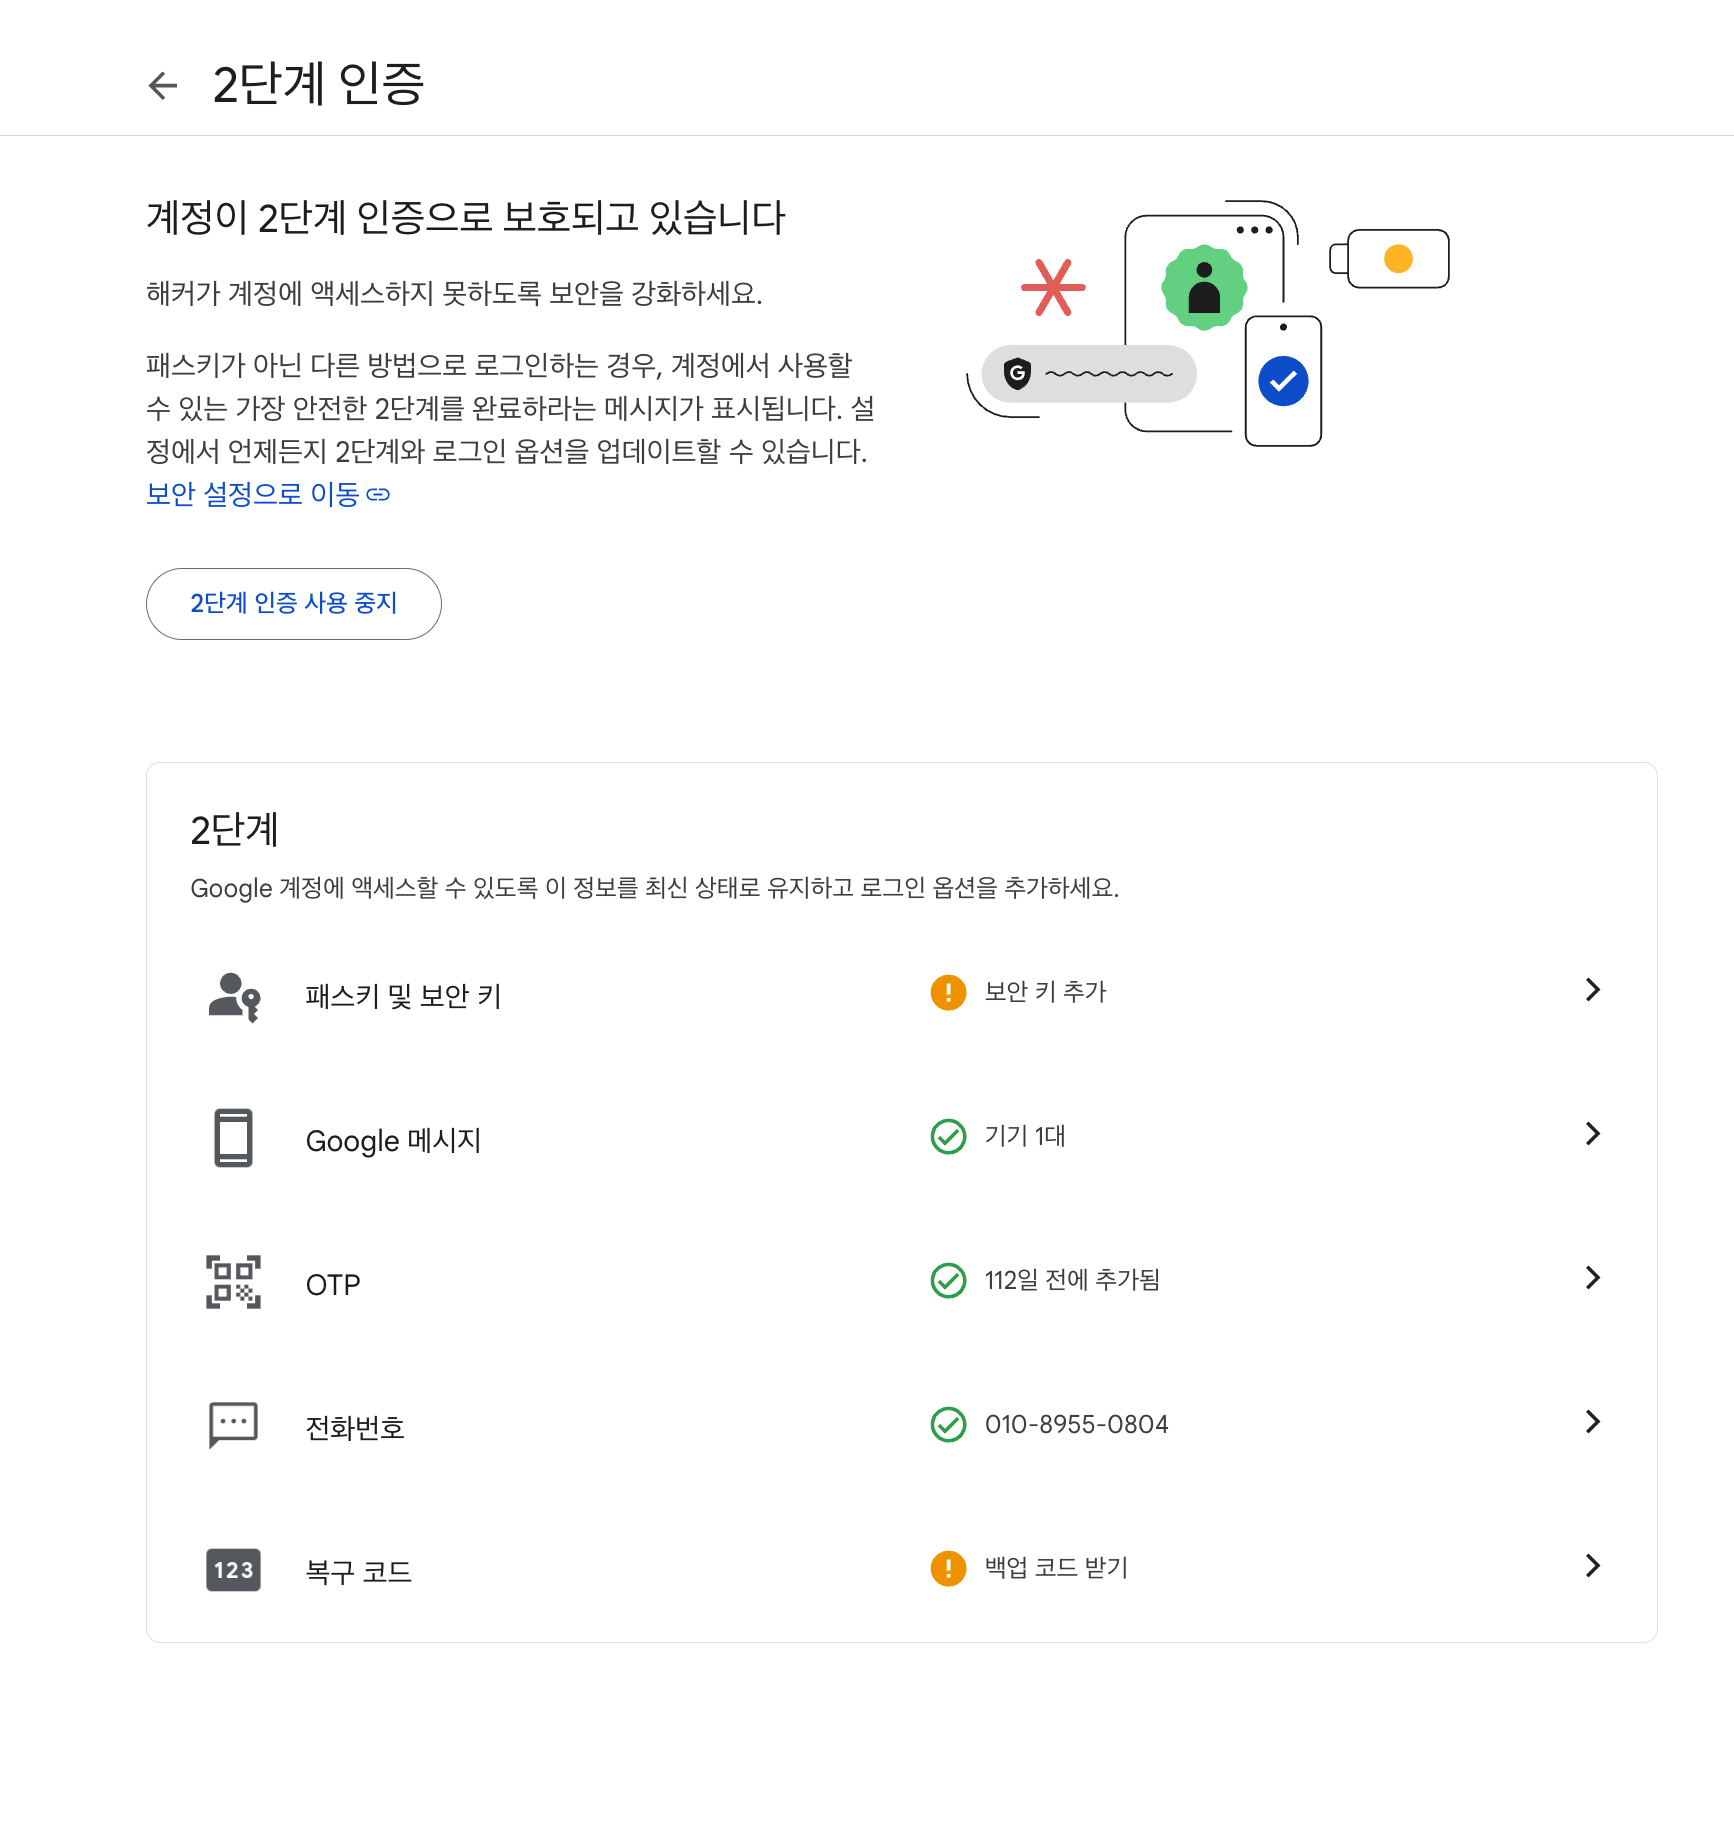 2단계 인증
계정이 2단계 인증으로 보호되고 있습니다
해커가 계정에 액세스하지 못하도록 보안을 강화하세요.
패스키가 아닌 다른 방법으로 로그인하는 경우, 계정에서 사용할
수 있는 가장 안전한 2단계를 완료하라는 메시지가 표시됩니다. 설
정에서 언제든지 2단계와 로그인 옵션을 업데이트할 수 있습니다.
보안 설정으로 이동
2단계 인증 사용 중지
2단계
Google 계정에 액세스할 수 있도록 이 정보를 최신 상태로 유지하고 로그인 옵션을 추가하세요.
패스키 및 보안 키
보안 키 추가
Google 메시지
기기 1대
OTP
112일 전에 추가됨
전화번호
010-8955-0804
123
복구 코드
백업 코드 받기